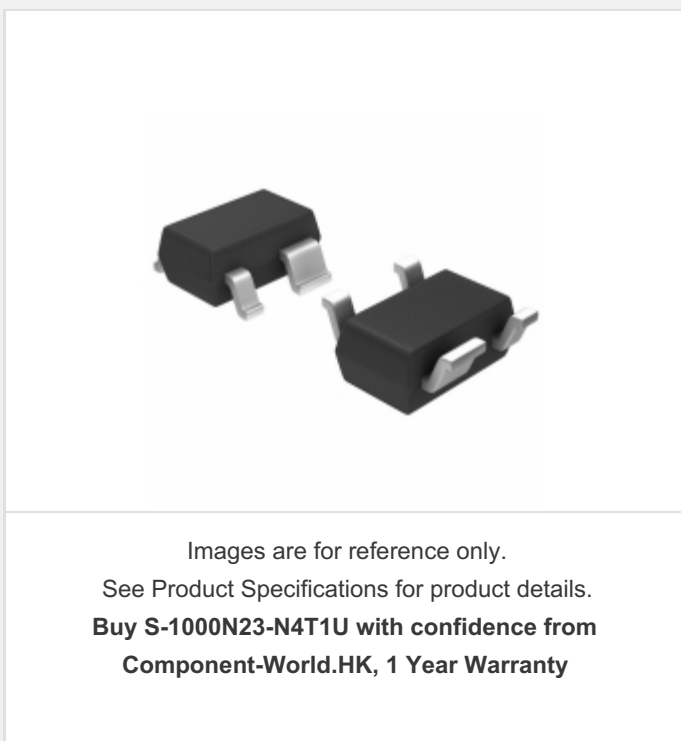 Images are for reference only.
See Product Specifications for product details.
Buy S-1000N23-N4T1U with confidence from
Component-World.HK, 1 Year Warranty